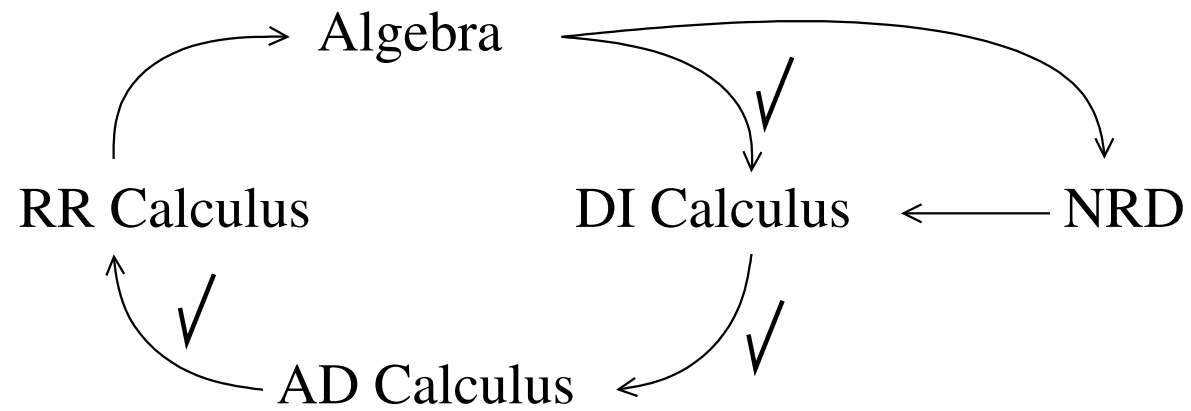 Algebra
RR Calculus
DI Calculus
NRD
AD Calculus